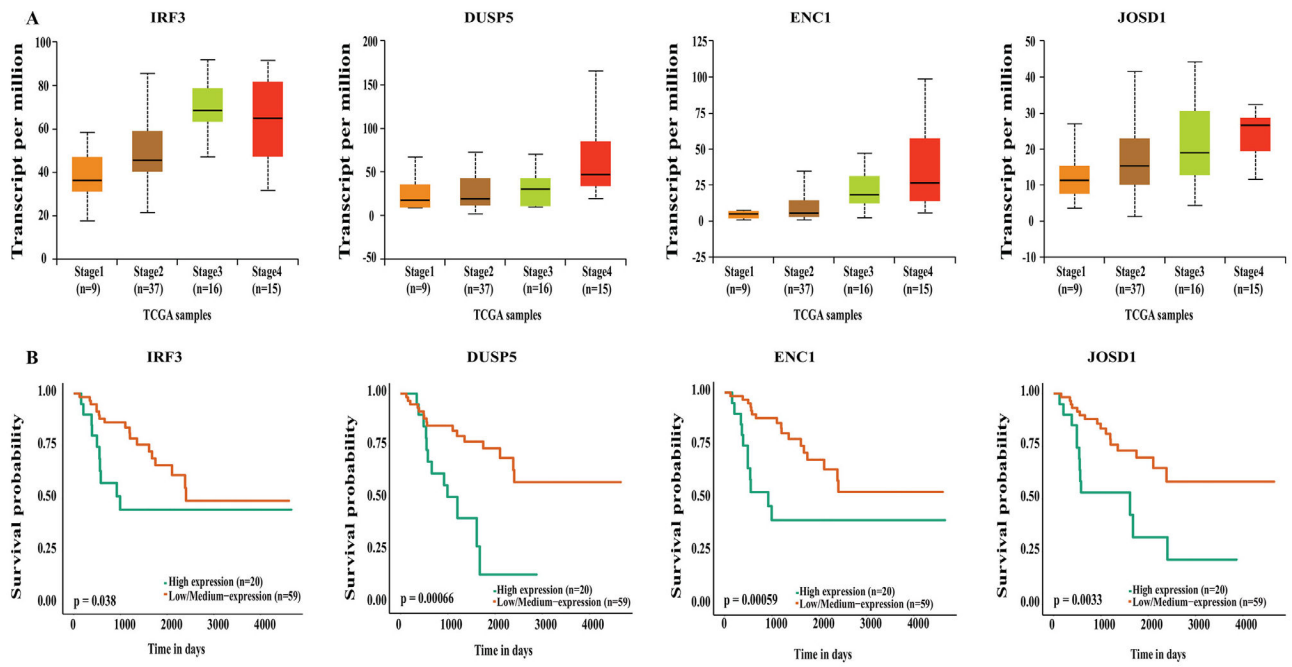 A
IRF3
DUSP5
ENC1
JOSD1
Transcript per million
100
80
60
40
20
0
Stage1 Stage2 Stage3 Stage4
(n=9) (n=37) (n=16) (n=15)
TCGA samples
Transcript per million
200
150
100
50
0
-50
Stage1 Stage2 Stage3 Stage4
(n=9) (n=37) (n=16) (n=15)
TCGA samples
Transcript per million
125
100
75
50
25
0
-25
Stage1 Stage2 Stage3 Stage4
(n=9) (n=37) (n=16) (n=15)
TCGA samples
Transcript per million
50
40
30
20
10
0
-10
Stage1 Stage2 Stage3 Stage4
(n=9) (n=37) (n=16) (n=15)
TCGA samples
B
IRF3
DUSP5
ENC1
JOSD1
Survival probability
1.00
0.75
0.50
0.25
0.00
High expression (n=20)
Low/Medium-expression (n=59)
p = 0.038
0 1000 2000 3000 4000
Time in days
Survival probability
1.00
0.75
0.50
0.25
0.00
High expression (n=20)
Low/Medium-expression (n=59)
p = 0.00066
0 1000 2000 3000 4000
Time in days
Survival probability
1.00
0.75
0.50
0.25
0.00
High expression (n=20)
Low/Medium-expression (n=59)
p = 0.00059
0 1000 2000 3000 4000
Time in days
Survival probability
1.00
0.75
0.50
0.25
0.00
High expression (n=20)
Low/Medium-expression (n=59)
p = 0.0033
0 1000 2000 3000 4000
Time in days